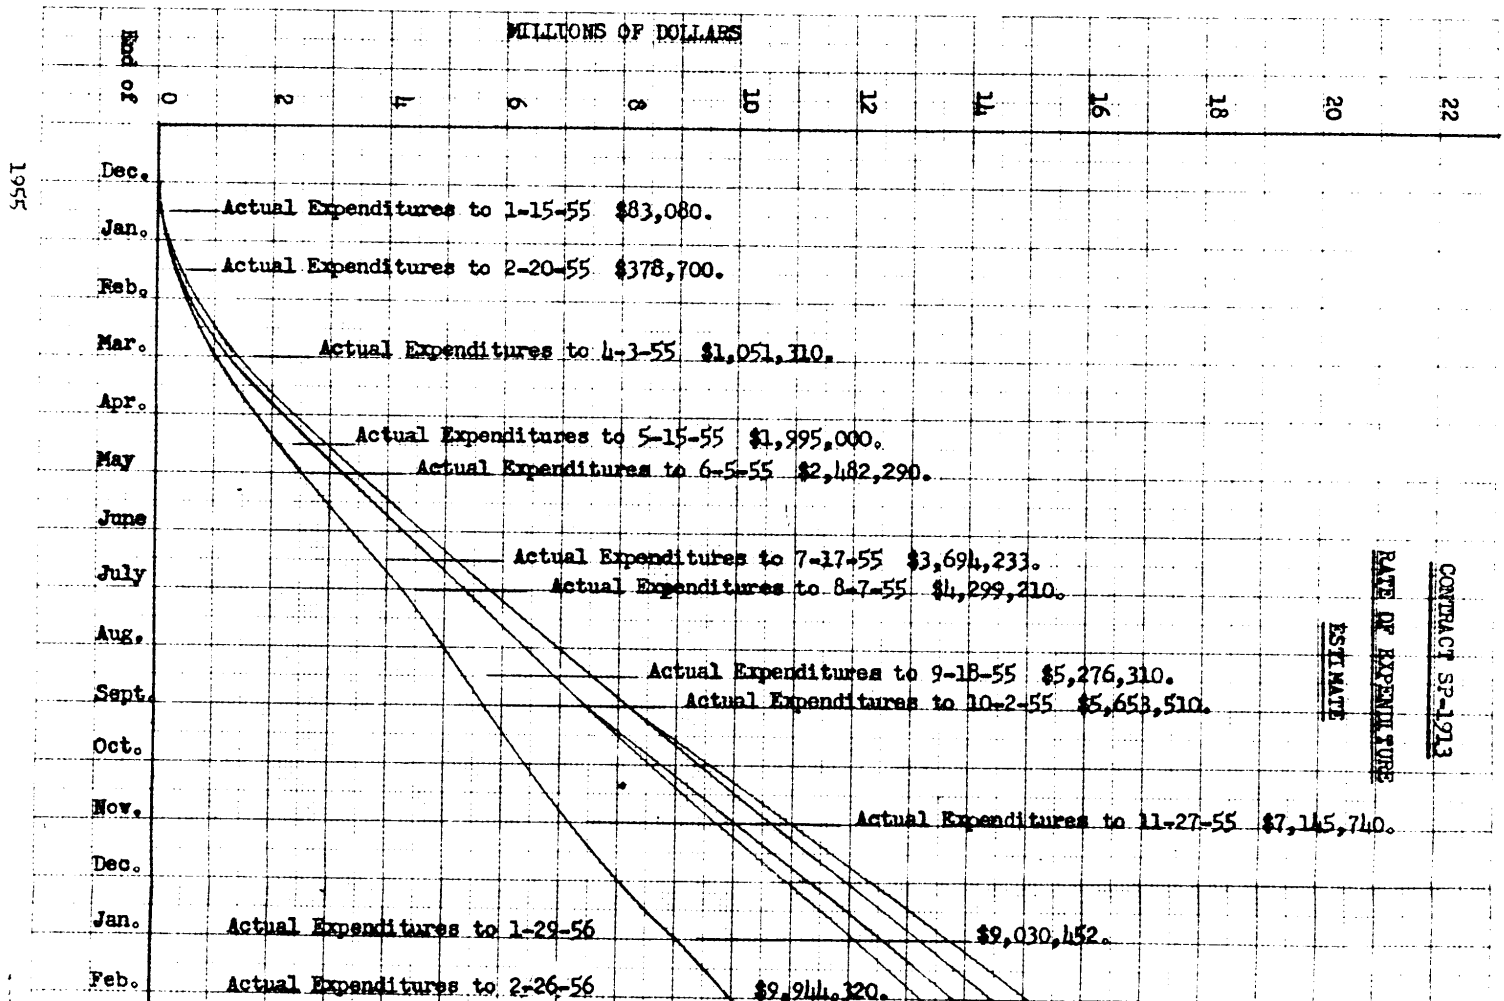 MILLIONS OF DOLLARS
End of
0 2 4 6 8 10 12 14 16 18 20 22
1955
Dec.
Actual Expenditures to 1-15-55 $83,080.
Jan.
Actual Expenditures to 2-20-55 $378,700.
Feb.
Mar.
Actual Expenditures to 4-3-55 $1,051,310.
Apr.
Actual Expenditures to 5-15-55 $1,995,000.
May
Actual Expenditures to 6-5-55 $2,482,290.
June
Actual Expenditures to 7-17-55 $3,694,233.
July
Actual Expenditures to 8-7-55 $4,299,210.
Aug.
Actual Expenditures to 9-18-55 $5,276,310.
Sept.
Actual Expenditures to 10-2-55 $5,653,510.
Oct.
Nov.
Actual Expenditures to 11-27-55 $7,145,740.
Dec.
Jan.
Actual Expenditures to 1-29-56 $9,030,452.
Feb.
Actual Expenditures to 2-26-56 $9,944,320.
CONTRACT SP-1913
RATE OF EXPENDITURE
ESTIMATE